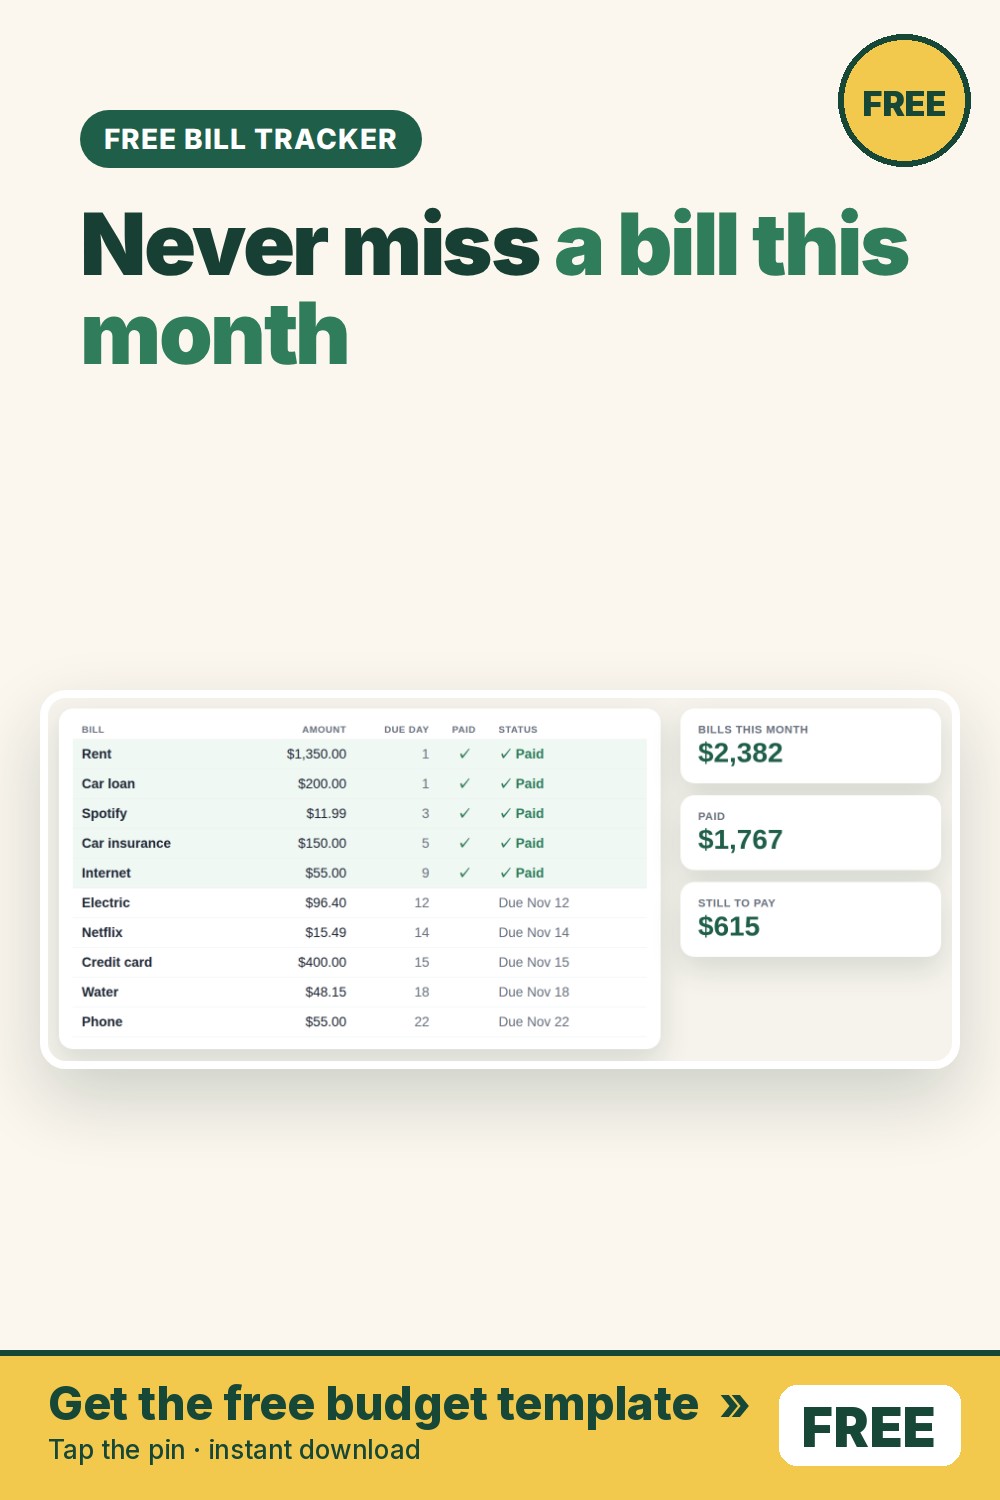 FREE
FREE BILL TRACKER
Never miss a bill this
month
BILL AMOUNT DUE DAY PAID STATUS
Rent $1,350.00 1 ✓ ✓ Paid
Car loan $200.00 1 ✓ ✓ Paid
Spotify $11.99 3 ✓ ✓ Paid
Car insurance $150.00 5 ✓ ✓ Paid
Internet $55.00 9 ✓ ✓ Paid
Electric $96.40 12 Due Nov 12
Netflix $15.49 14 Due Nov 14
Credit card $400.00 15 Due Nov 15
Water $48.15 18 Due Nov 18
Phone $55.00 22 Due Nov 22
BILLS THIS MONTH
$2,382
PAID
$1,767
STILL TO PAY
$615
Get the free budget template »
Tap the pin · instant download
FREE